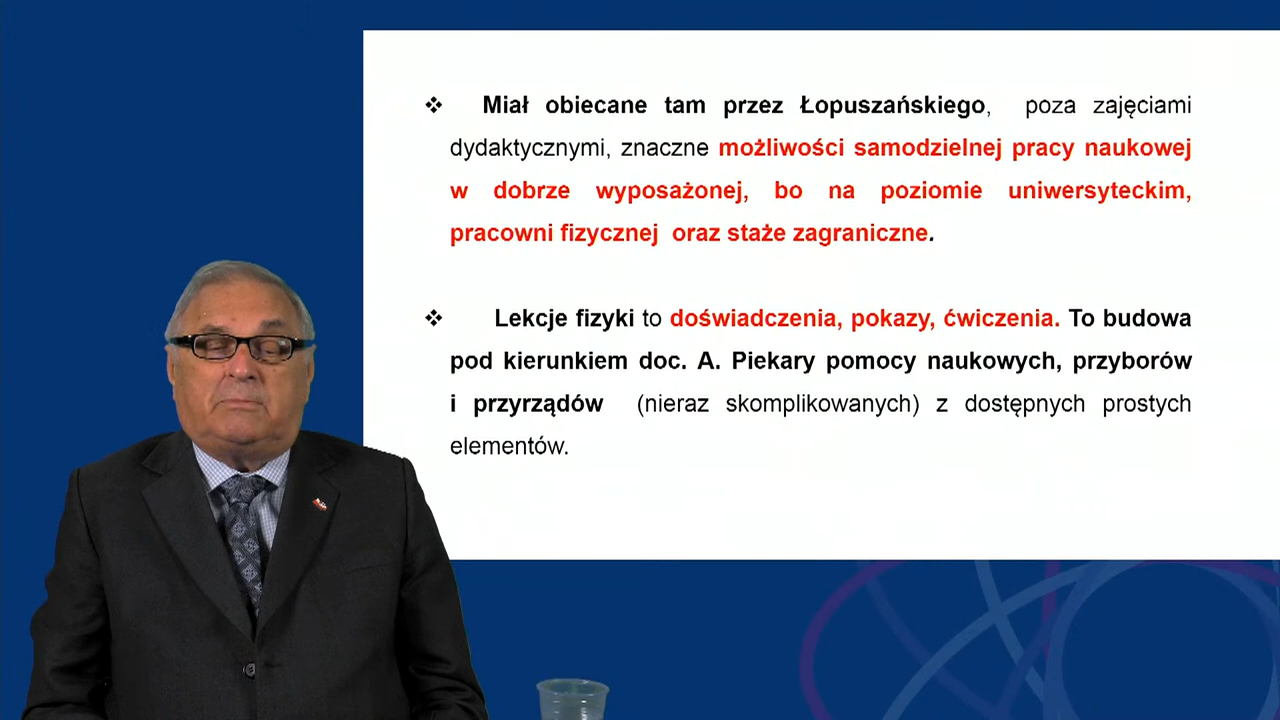 ❖ Miał obiecane tam przez Łopuszańskiego, poza zajęciami
dydaktycznymi, znaczne możliwości samodzielnej pracy naukowej
w dobrze wyposażonej, bo na poziomie uniwersyteckim,
pracowni fizycznej oraz staże zagraniczne.
❖ Lekcje fizyki to doświadczenia, pokazy, ćwiczenia. To budowa
pod kierunkiem doc. A. Piekary pomocy naukowych, przyborów
i przyrządów (nieraz skomplikowanych) z dostępnych prostych
elementów.